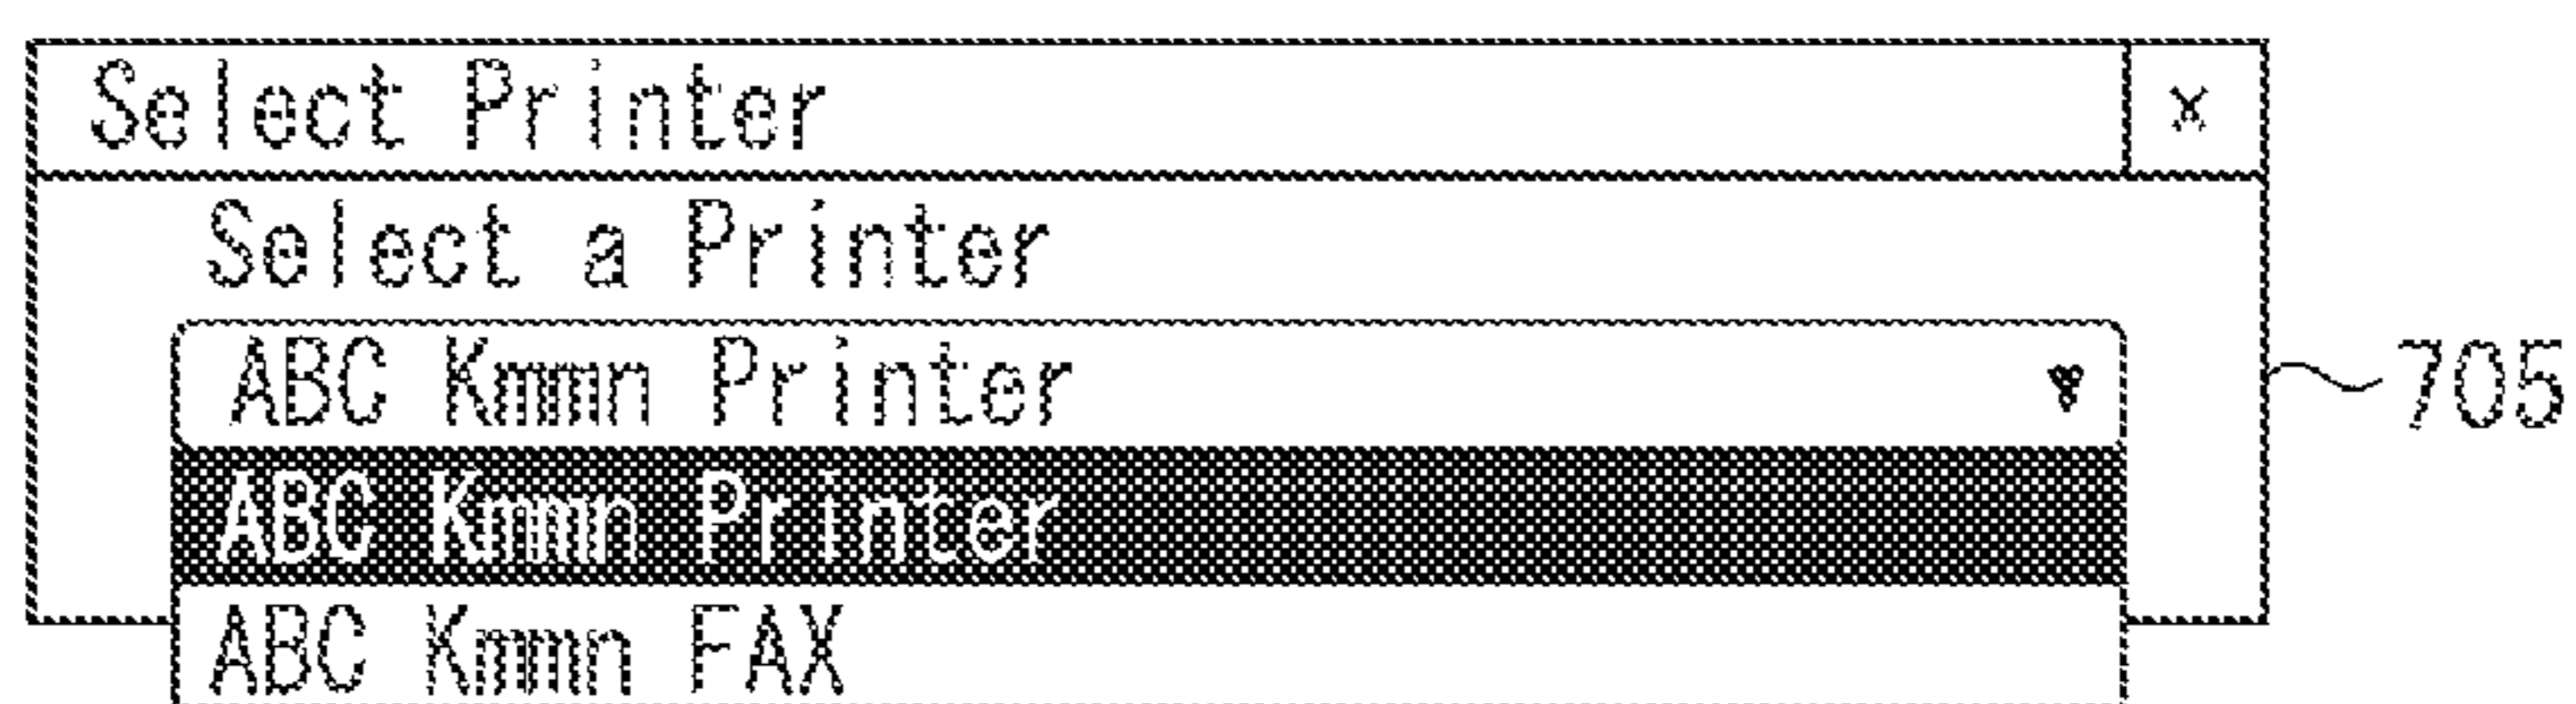 Select Printer ×
Select a Printer
ABC Kmmn Printer ▼
705
ABC Kmmn Printer
ABC Kmmn FAX